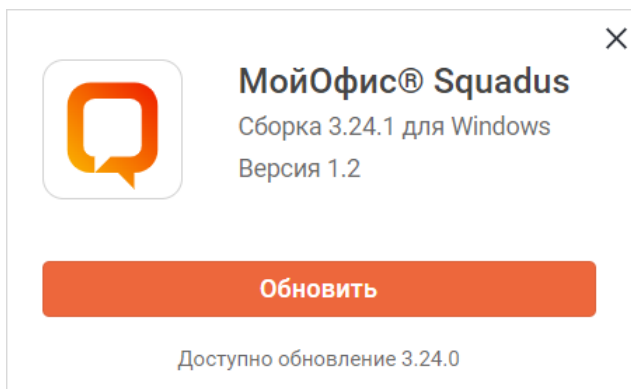 МойОфис® Squadus
Сборка 3.24.1 для Windows
Версия 1.2
Обновить
Доступно обновление 3.24.0